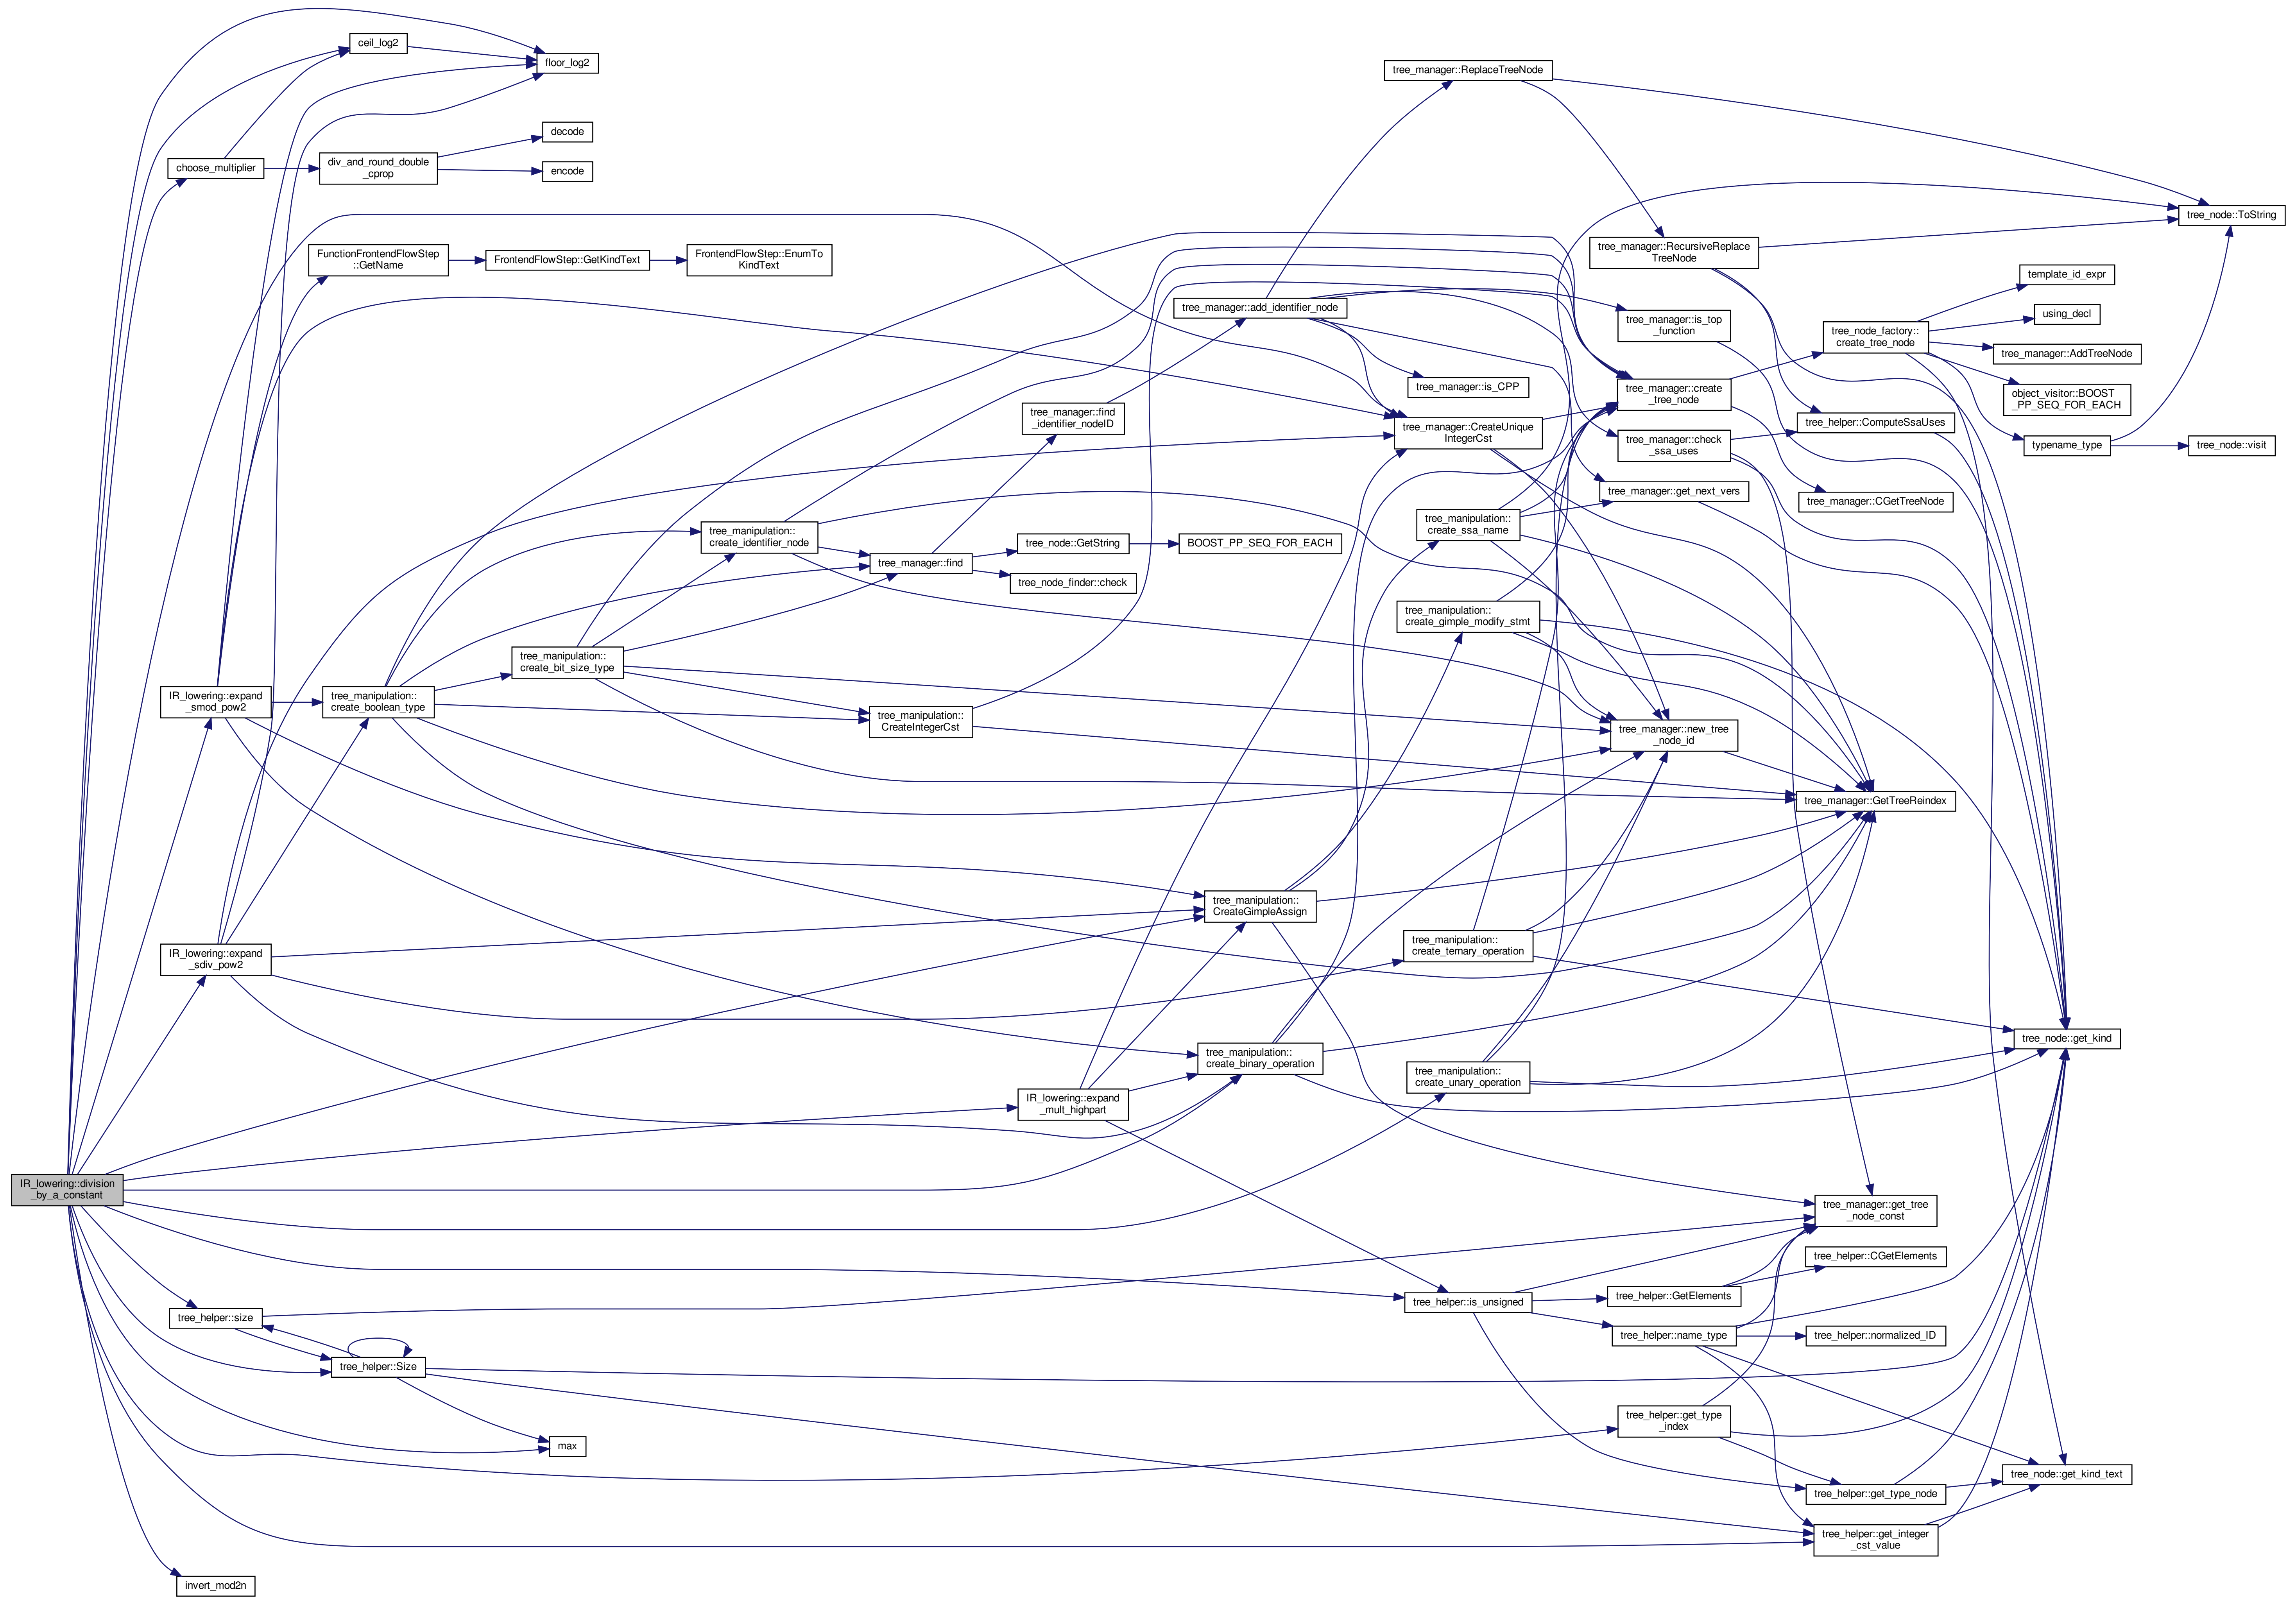 ceil_log2
floor_log2
tree_manager::ReplaceTreeNode
decode
choose_multiplier
div_and_round_double
_cprop
encode
tree_node::ToString
FunctionFrontendFlowStep
::GetName
FrontendFlowStep::GetKindText
FrontendFlowStep::EnumTo
KindText
tree_manager::RecursiveReplace
TreeNode
template_id_expr
tree_manager::add_identifier_node
tree_manager::is_top
_function
tree_node_factory::
create_tree_node
using_decl
tree_manager::AddTreeNode
tree_manager::is_CPP
tree_manager::create
_tree_node
object_visitor::BOOST
_PP_SEQ_FOR_EACH
tree_manager::find
_identifier_nodeID
tree_manager::CreateUnique
IntegerCst
tree_helper::ComputeSsaUses
tree_manager::check
_ssa_uses
typename_type
tree_node::visit
tree_manager::get_next_vers
tree_manager::CGetTreeNode
tree_manipulation::
create_ssa_name
tree_manipulation::
create_identifier_node
tree_manager::find
tree_node::GetString
BOOST_PP_SEQ_FOR_EACH
tree_node_finder::check
tree_manipulation::
create_gimple_modify_stmt
tree_manipulation::
create_bit_size_type
IR_lowering::expand
_smod_pow2
tree_manipulation::
create_boolean_type
tree_manipulation::
CreateIntegerCst
tree_manager::new_tree
_node_id
tree_manager::GetTreeReindex
tree_manipulation::
CreateGimpleAssign
IR_lowering::expand
_sdiv_pow2
tree_manipulation::
create_ternary_operation
tree_node::get_kind
tree_manipulation::
create_binary_operation
tree_manipulation::
create_unary_operation
IR_lowering::expand
_mult_highpart
IR_lowering::division
_by_a_constant
tree_manager::get_tree
_node_const
tree_helper::CGetElements
tree_helper::GetElements
tree_helper::is_unsigned
tree_helper::size
tree_helper::name_type
tree_helper::normalized_ID
tree_helper::Size
tree_helper::get_type
_index
max
tree_node::get_kind_text
tree_helper::get_type_node
tree_helper::get_integer
_cst_value
invert_mod2n